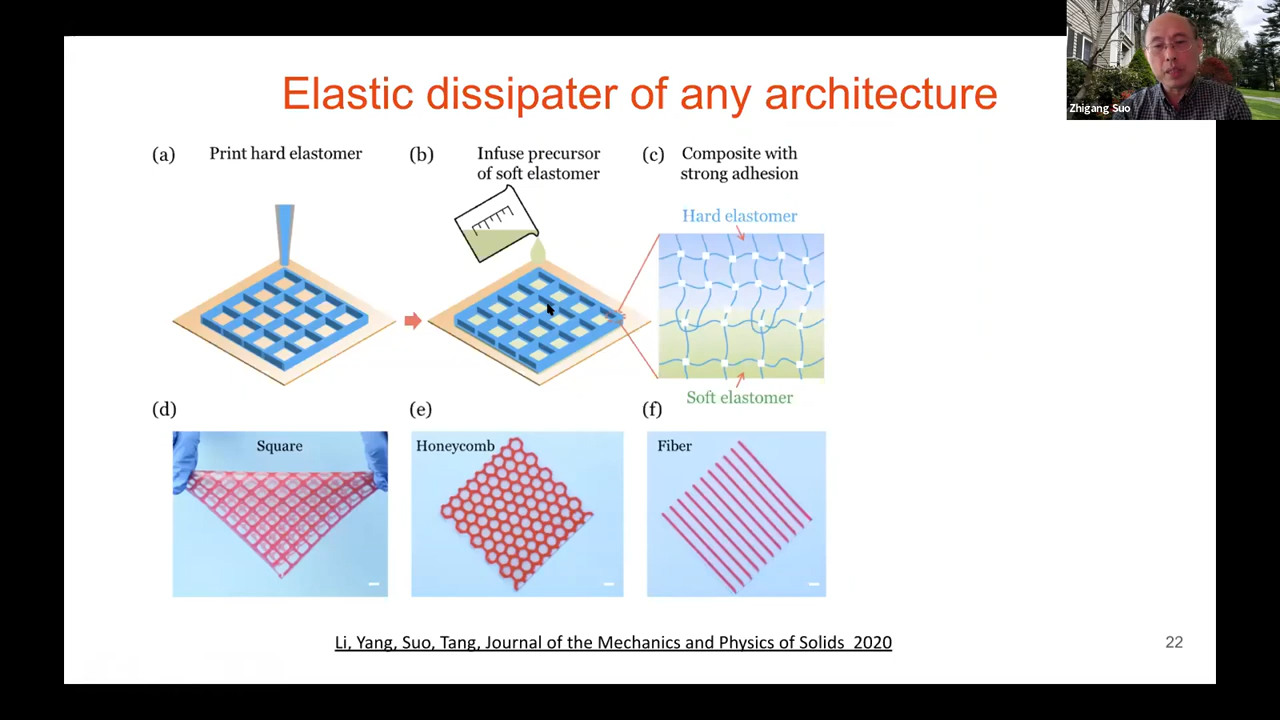 Elastic dissipater of any architecture
Zhigang Suo
(a) Print hard elastomer
(b) Infuse precursor
of soft elastomer
(c) Composite with
strong adhesion
Hard elastomer
Soft elastomer
(d) Square
(e) Honeycomb
(f) Fiber
Li, Yang, Suo, Tang, Journal of the Mechanics and Physics of Solids 2020
22